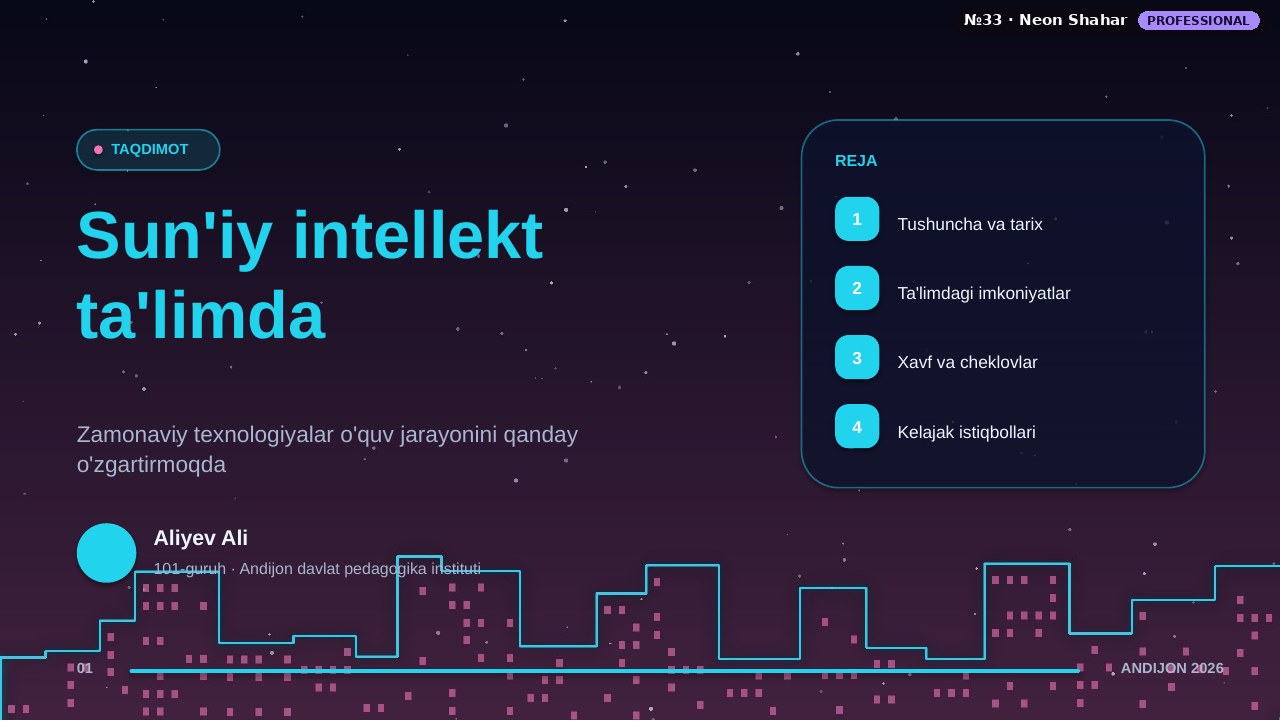 №33 · Neon Shahar PROFESSIONAL
TAQDIMOT
Sun'iy intellekt
ta'limda
Zamonaviy texnologiyalar o'quv jarayonini qanday
o'zgartirmoqda
Aliyev Ali
101-guruh · Andijon davlat pedagogika instituti
REJA
1 Tushuncha va tarix
2 Ta'limdagi imkoniyatlar
3 Xavf va cheklovlar
4 Kelajak istiqbollari
01
ANDIJON 2026